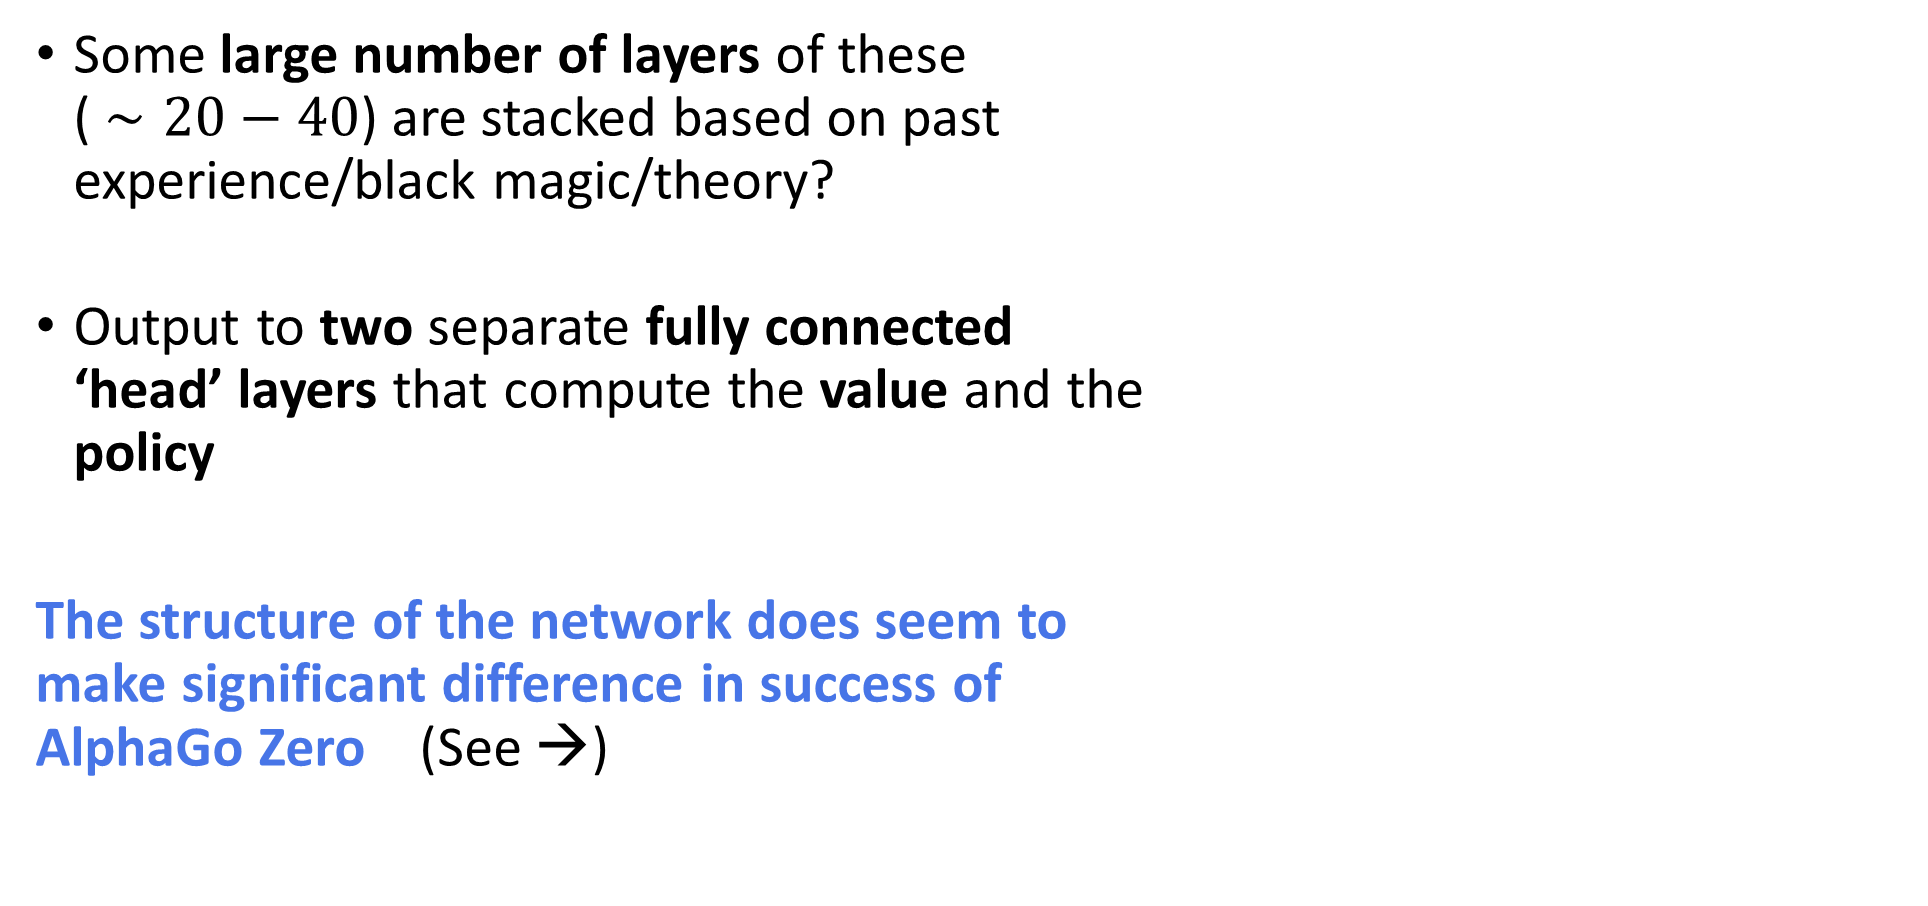 • Some large number of layers of these
( ~ 20 − 40) are stacked based on past
experience/black magic/theory?
• Output to two separate fully connected
‘head’ layers that compute the value and the
policy
The structure of the network does seem to
make significant difference in success of
AlphaGo Zero (See →)